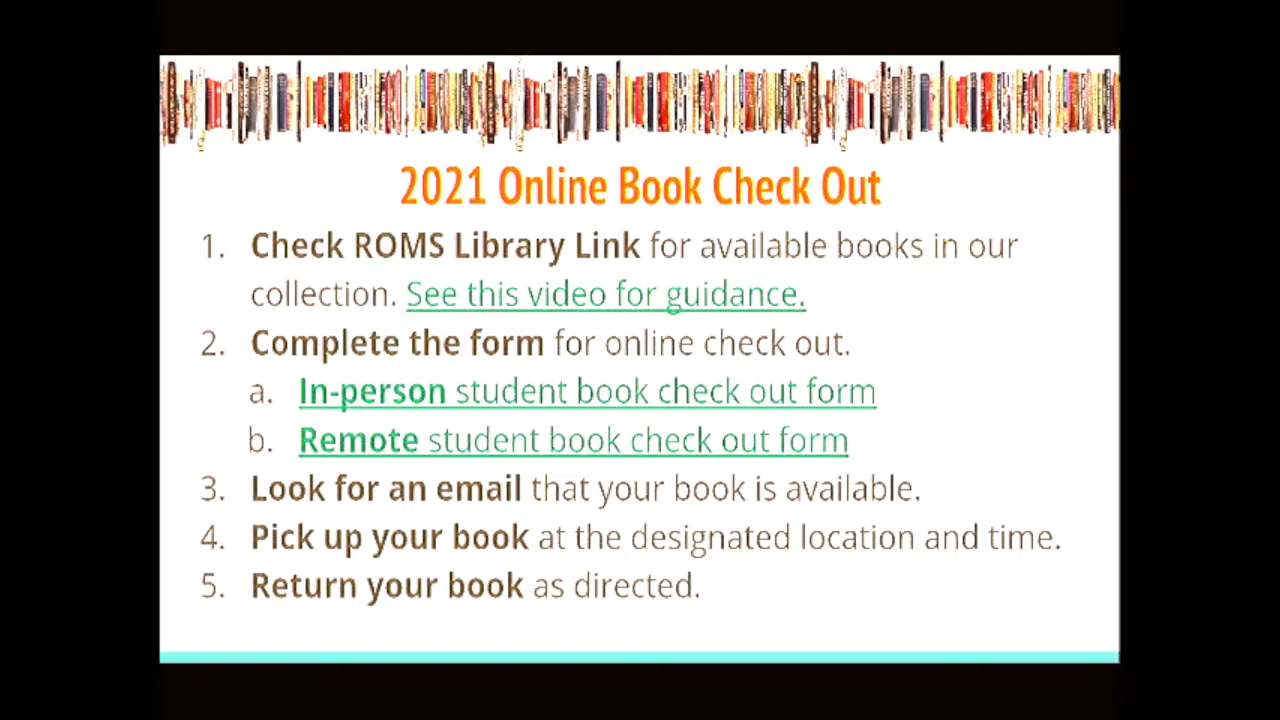 2021 Online Book Check Out
1. Check ROMS Library Link for available books in our
collection. See this video for guidance.
2. Complete the form for online check out.
a. In-person student book check out form
b. Remote student book check out form
3. Look for an email that your book is available.
4. Pick up your book at the designated location and time.
5. Return your book as directed.